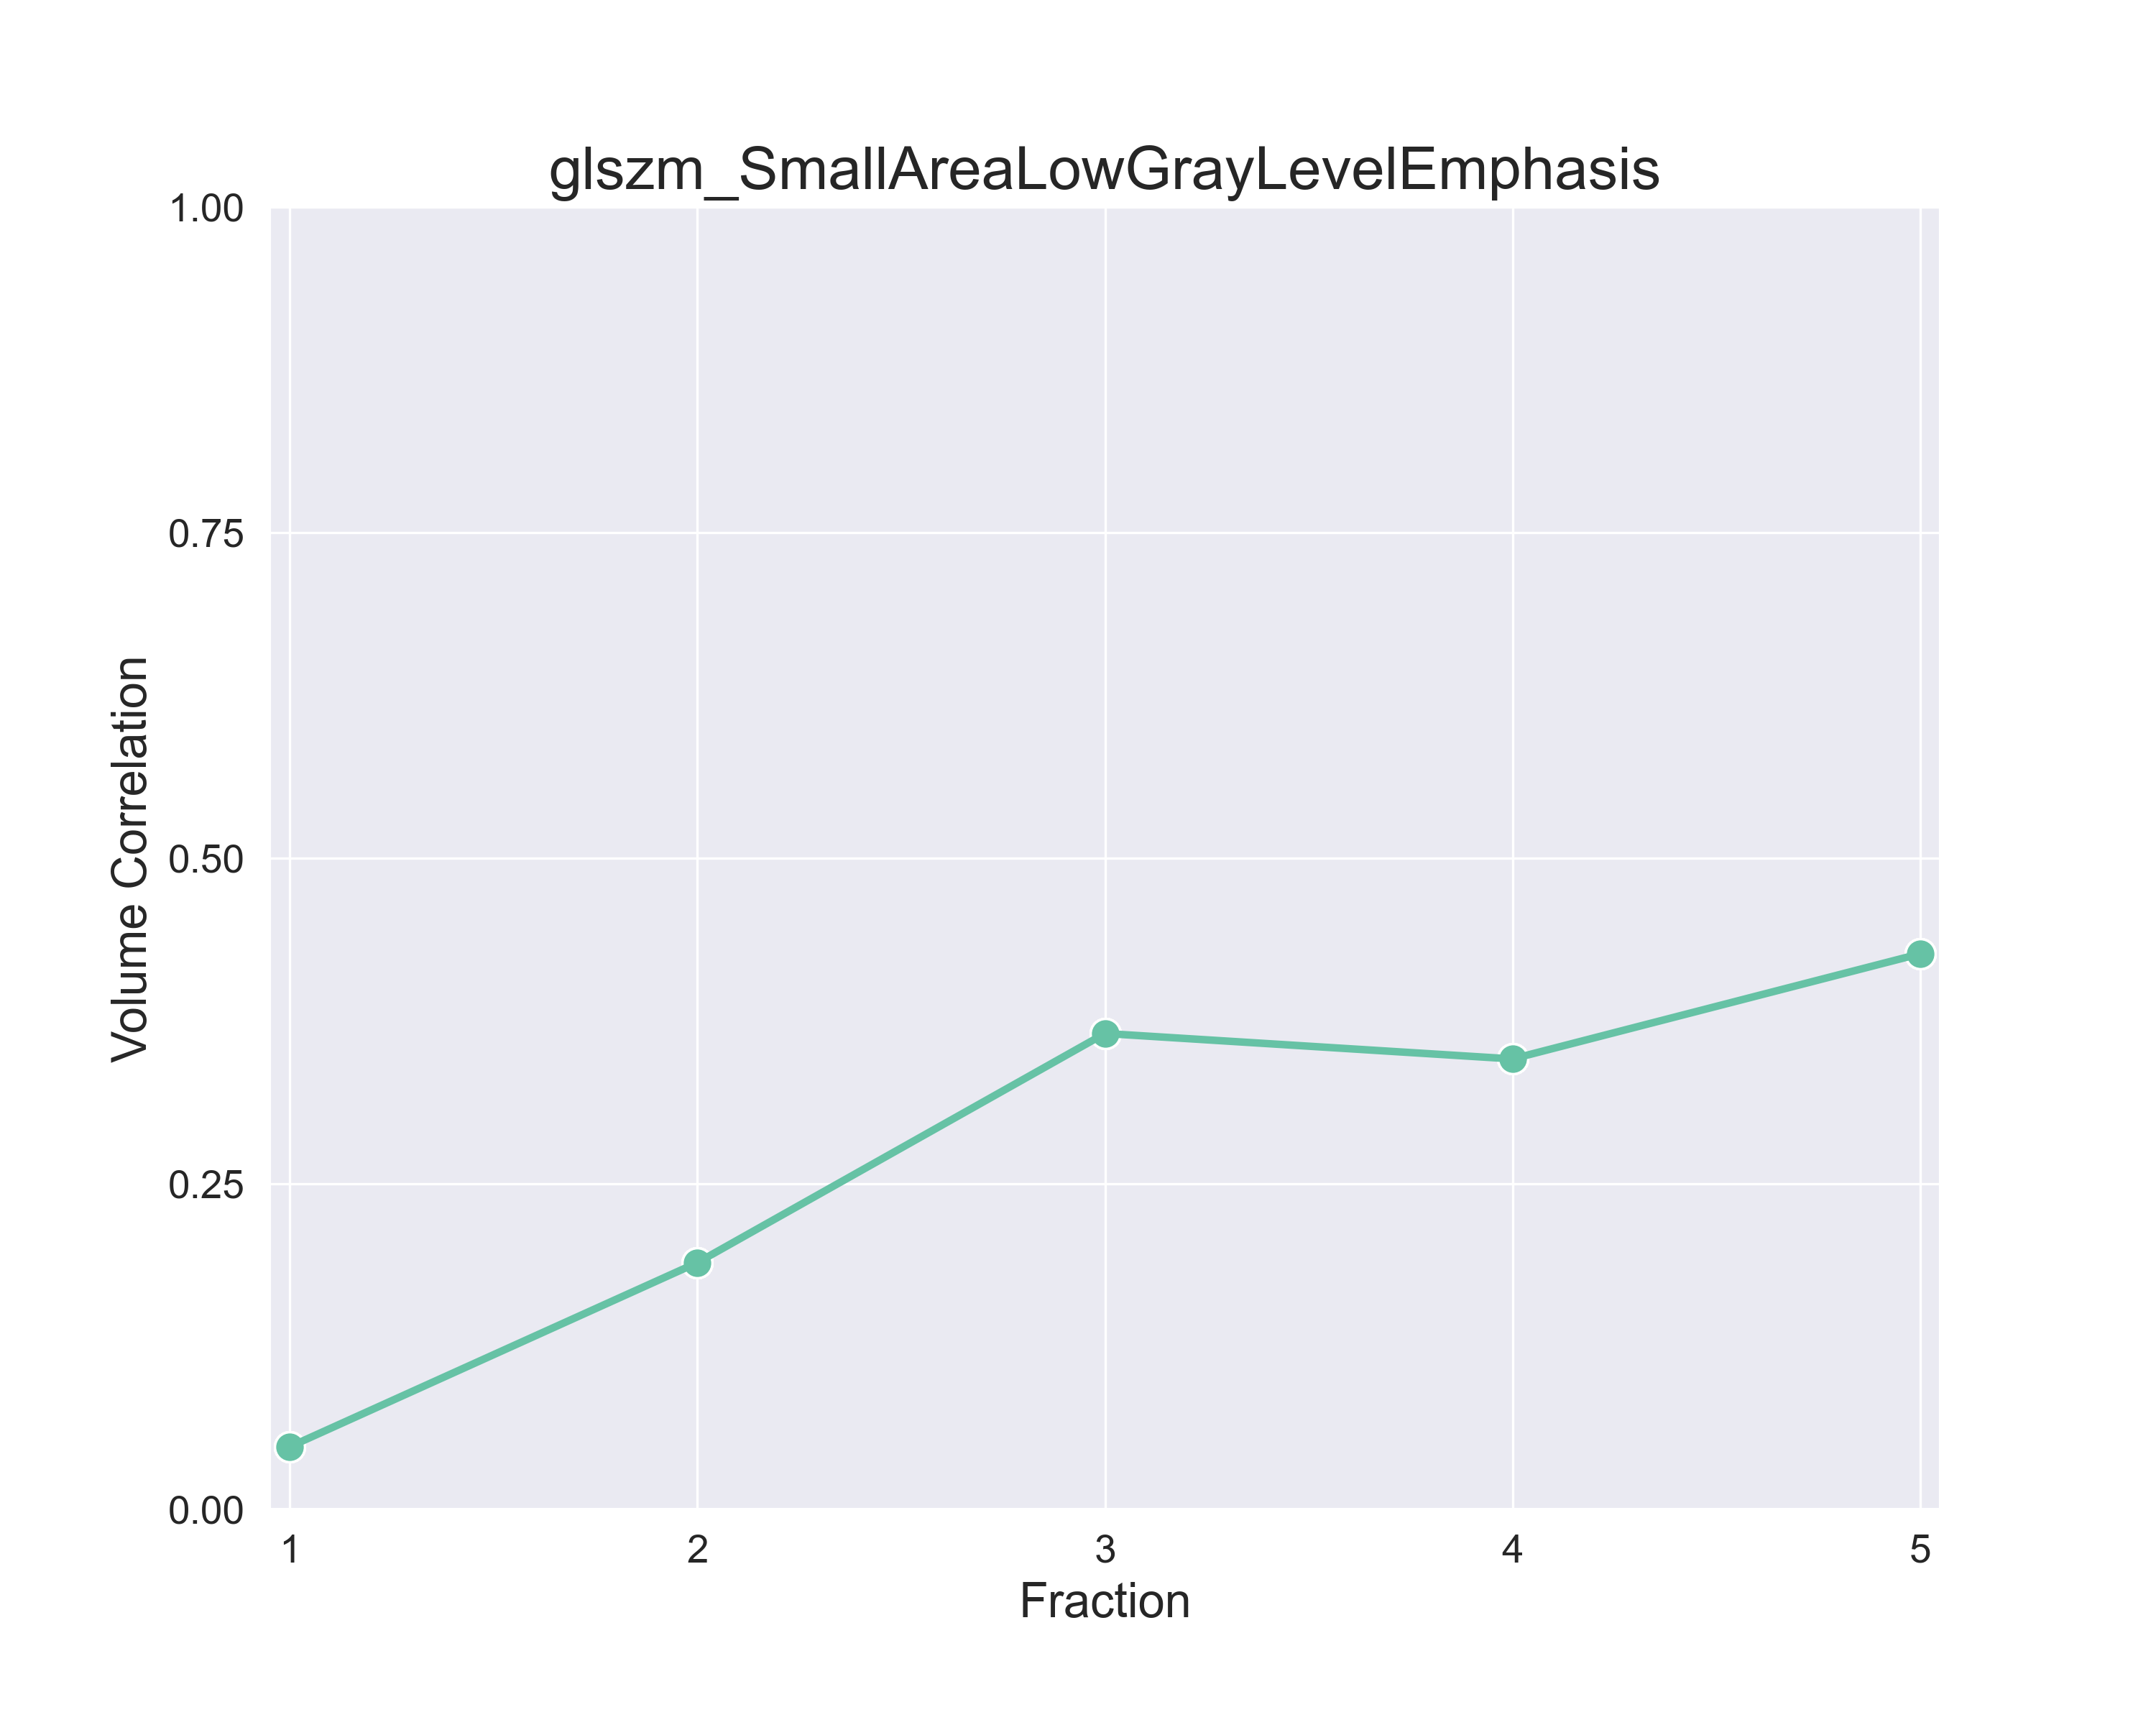 glszm_SmallAreaLowGrayLevelEmphasis
1.00
0.75
0.50
0.25
0.00
Volume Correlation
1 2 3 4 5
Fraction